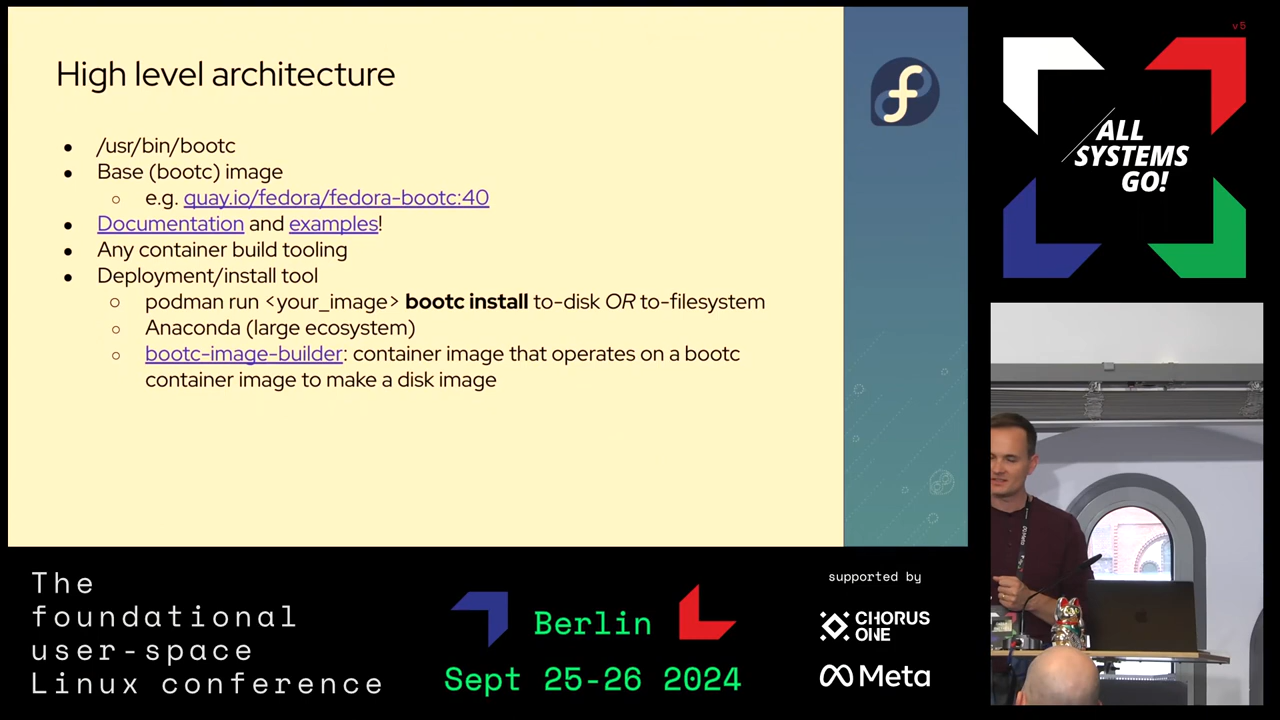 High level architecture
● /usr/bin/bootc
● Base (bootc) image
○ e.g. quay.io/fedora/fedora-bootc:40
● Documentation and examples!
● Any container build tooling
● Deployment/install tool
○ podman run <your_image> bootc install to-disk OR to-filesystem
○ Anaconda (large ecosystem)
○ bootc-image-builder: container image that operates on a bootc
container image to make a disk image
v5
ALL
SYSTEMS
GO!
The
foundational
user-space
Linux conference
Berlin
Sept 25-26 2024
supported by
CHORUS
ONE
Meta